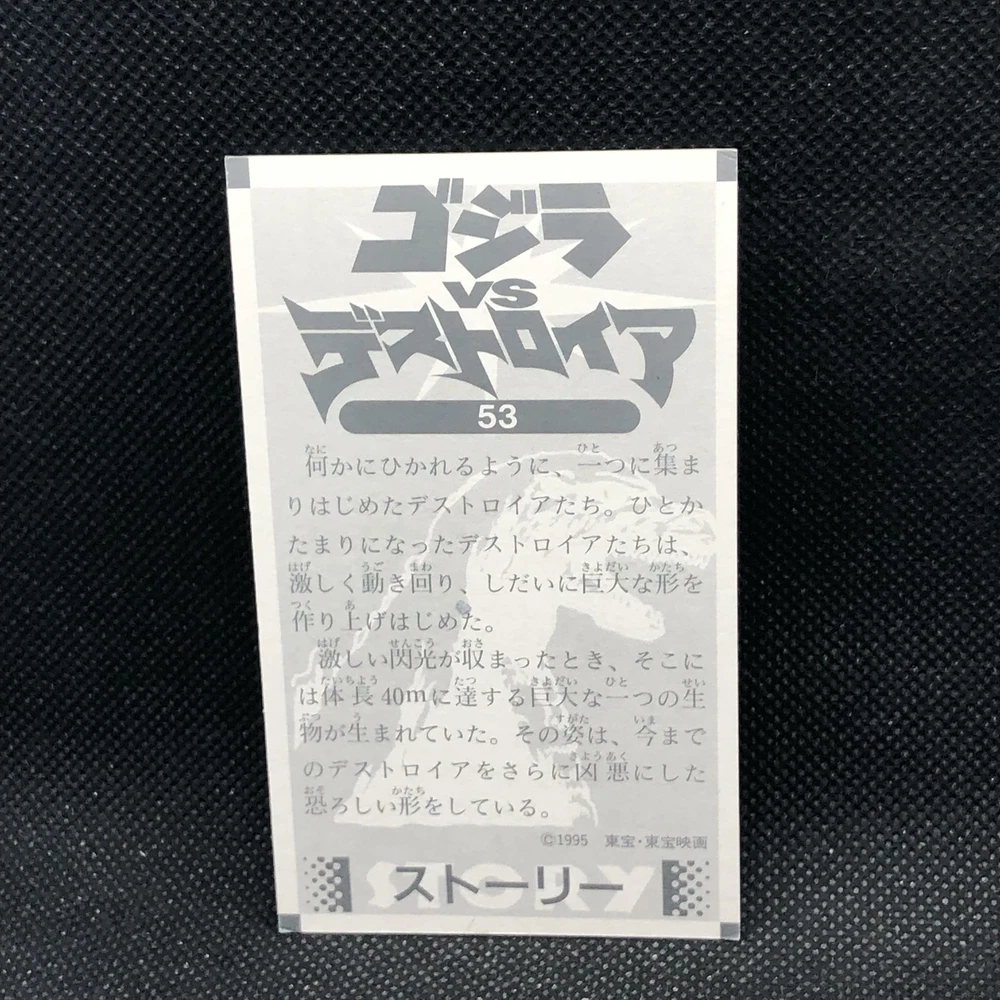 ゴジラ
VS
デストロイア
53
何かにひかれるように、一つに集ま
りはじめたデストロイアたち。ひとか
たまりになったデストロイアたちは、
激しく動き回り、しだいに巨大な形を
作り上げはじめた。
激しい閃光が収まったとき、そこに
は体長40mに達する巨大な一つの生
物が生まれていた。その姿は、今まで
のデストロイアをさらに凶悪にした
恐ろしい形をしている。
©1995 東宝・東宝映画
STORY
ストーリー